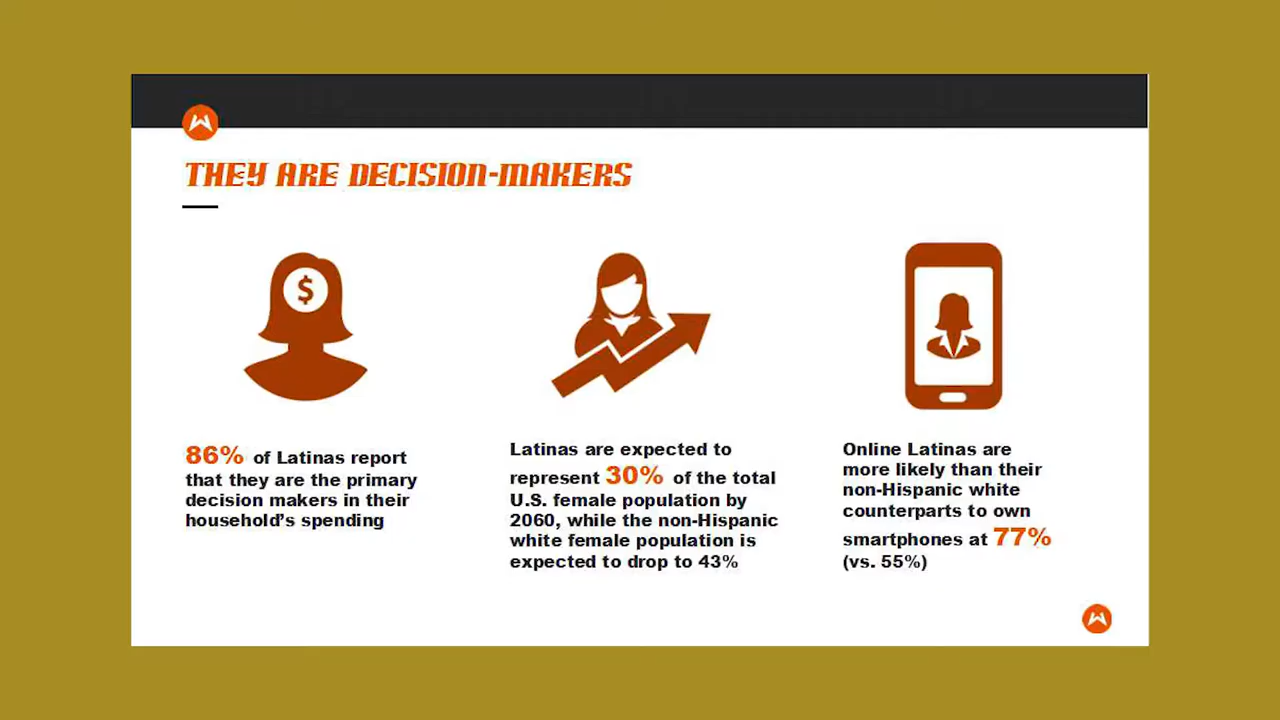 THEY ARE DECISION-MAKERS
$
86% of Latinas report
that they are the primary
decision makers in their
household's spending
Latinas are expected to
represent 30% of the total
U.S. female population by
2060, while the non-Hispanic
white female population is
expected to drop to 43%
Online Latinas are
more likely than their
non-Hispanic white
counterparts to own
smartphones at 77%
(vs. 55%)